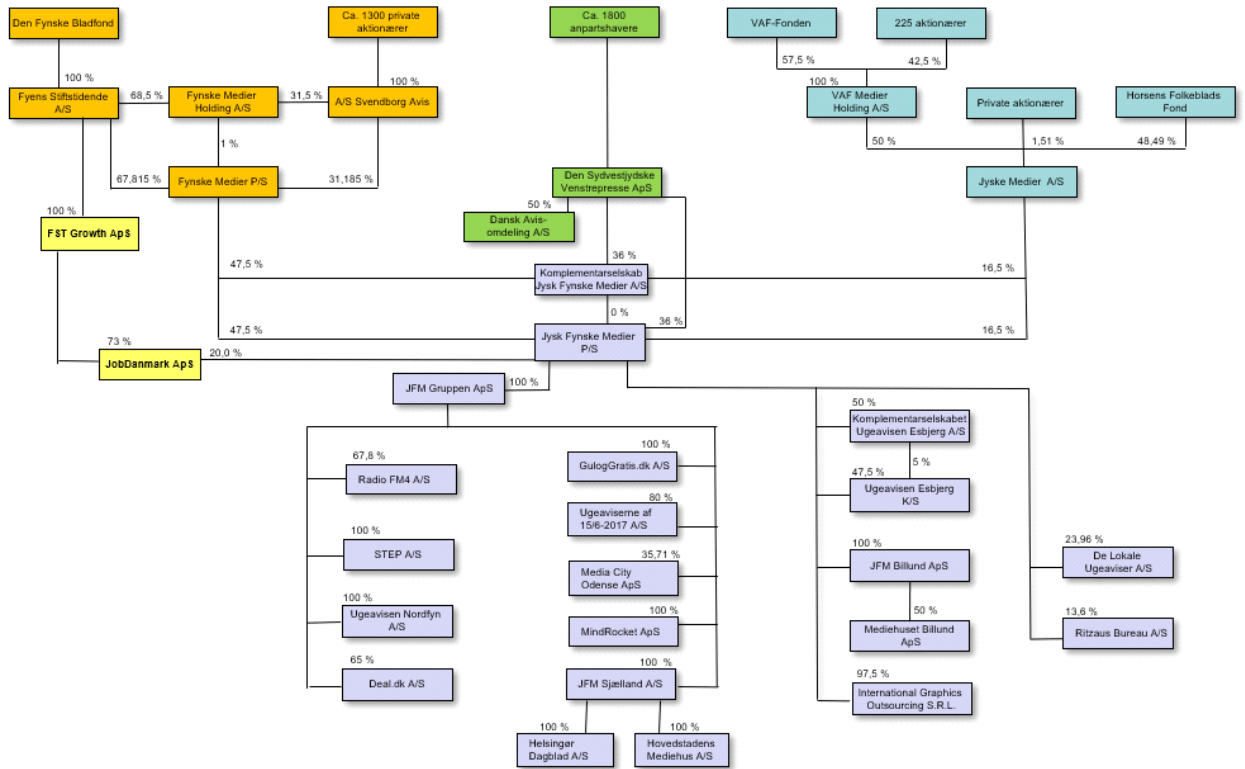 Den Fynske Bladfond
Ca. 1300 private
aktionærer
Ca. 1800
anpartshavere
VAF-Fonden
225 aktionærer
57,5 %
42,5 %
100 %
100 %
100 %
Fyens Stiftstidende
A/S
68,5 %
Fynske Medier
Holding A/S
31,5 %
A/S Svendborg Avis
VAF Medier
Holding A/S
Private aktionærer
Horsens Folkeblads
Fond
1 %
50 %
1,51 %
48,49 %
67,815 %
Fynske Medier P/S
31,185 %
Den Sydvestjydske
Venstrepresse ApS
Jyske Medier A/S
100 %
50 %
FST Growth ApS
Dansk Avis-
omdeling A/S
47,5 %
36 %
16,5 %
Komplementarselskab
Jysk Fynske Medier A/S
0 %
36 %
47,5 %
16,5 %
Jysk Fynske Medier
P/S
73 %
JobDanmark ApS
20,0 %
JFM Gruppen ApS
100 %
50 %
Komplementarselskabet
Ugeavisen Esbjerg A/S
67,8 %
Radio FM4 A/S
100 %
GulogGratis.dk A/S
5 %
47,5 %
Ugeavisen Esbjerg
K/S
80 %
Ugeaviserne af
15/6-2017 A/S
100 %
STEP A/S
35,71 %
Media City
Odense ApS
100 %
JFM Billund ApS
23,96 %
De Lokale
Ugeaviser A/S
100 %
Ugeavisen Nordfyn
A/S
100 %
MindRocket ApS
50 %
Mediehuset Billund
ApS
13,6 %
Ritzaus Bureau A/S
65 %
Deal.dk A/S
100 %
JFM Sjælland A/S
97,5 %
International Graphics
Outsourcing S.R.L.
100 %
Helsingør
Dagblad A/S
100 %
Hovedstadens
Mediehus A/S